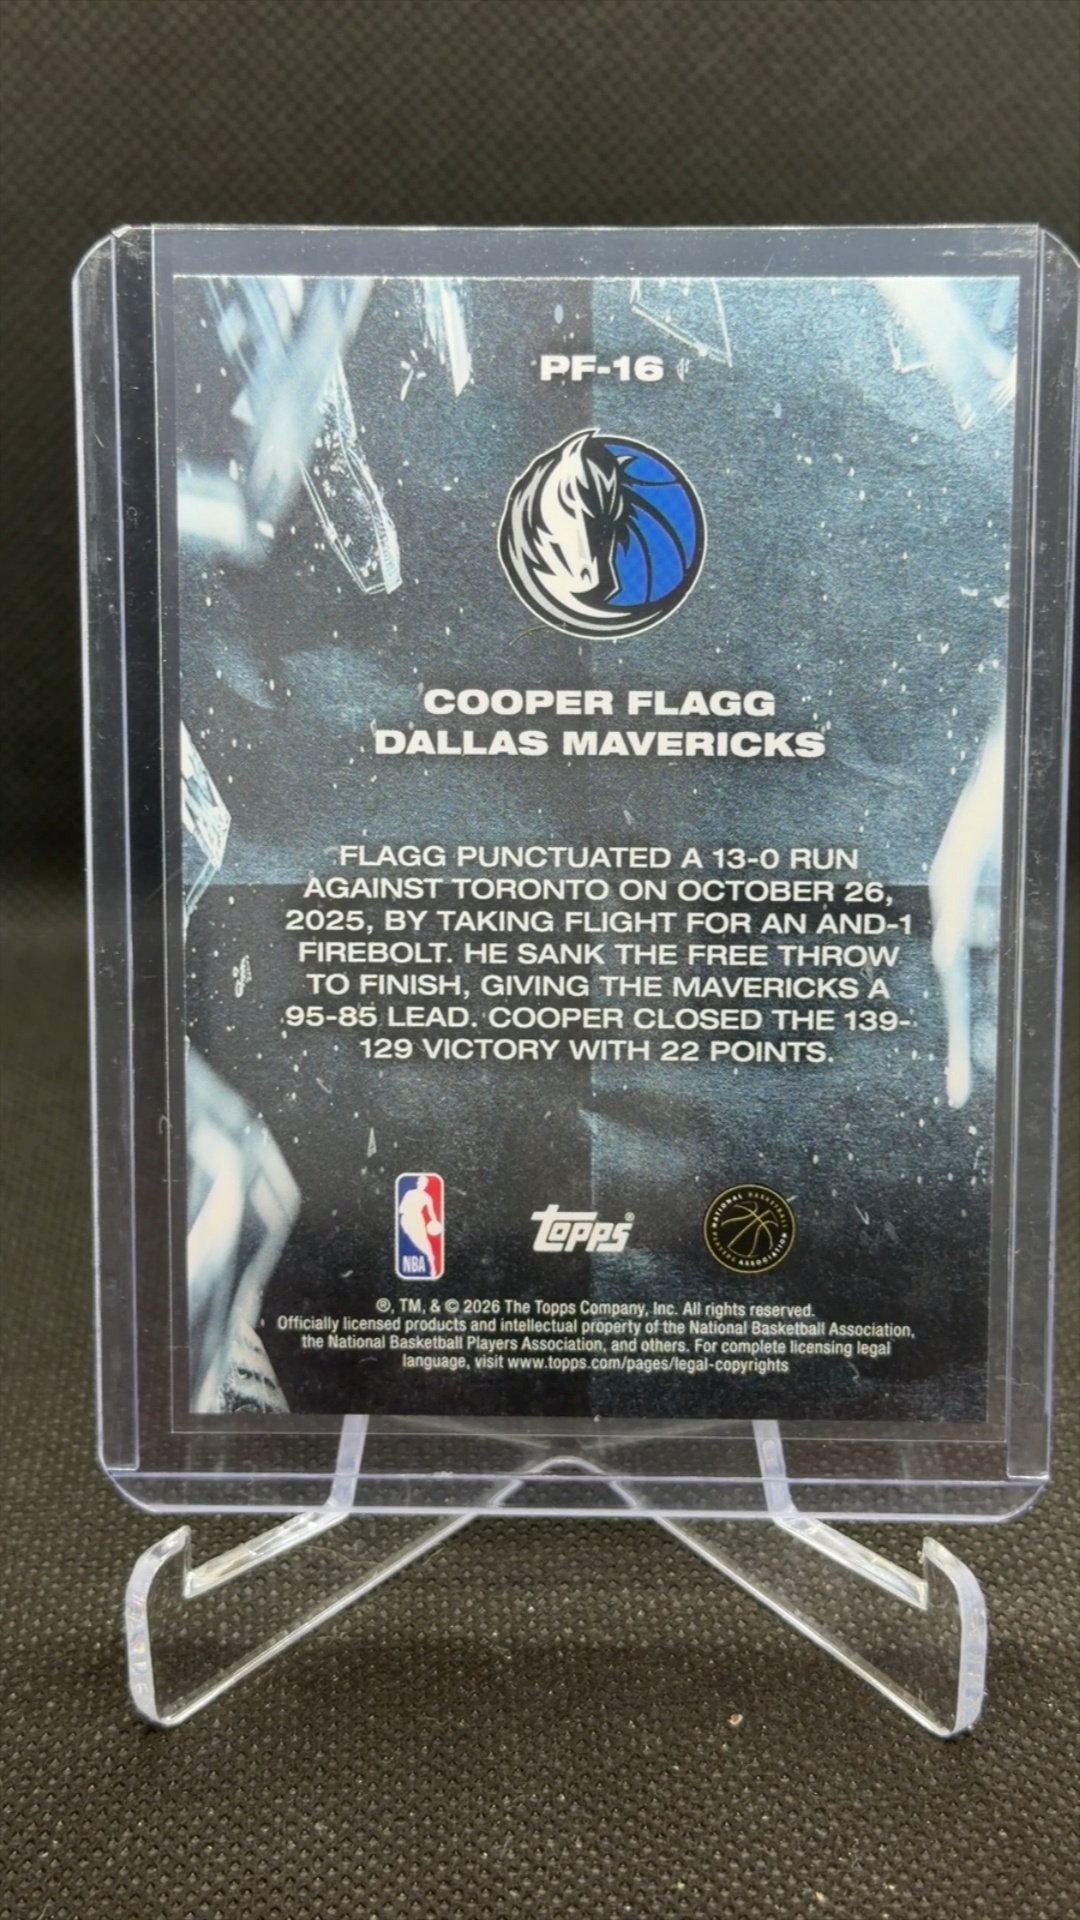 PF-16
COOPER FLAGG
DALLAS MAVERICKS
FLAGG PUNCTUATED A 13-0 RUN
AGAINST TORONTO ON OCTOBER 26,
2025, BY TAKING FLIGHT FOR AN AND-1
FIREBOLT. HE SANK THE FREE THROW
TO FINISH, GIVING THE MAVERICKS A
95-85 LEAD. COOPER CLOSED THE 139-
129 VICTORY WITH 22 POINTS.
NBA
topps®
NATIONAL BASKETBALL PLAYERS ASSOCIATION
®, TM, & © 2026 The Topps Company, Inc. All rights reserved.
Officially licensed products and intellectual property of the National Basketball Association,
the National Basketball Players Association, and others. For complete licensing legal
language, visit www.topps.com/pages/legal-copyrights